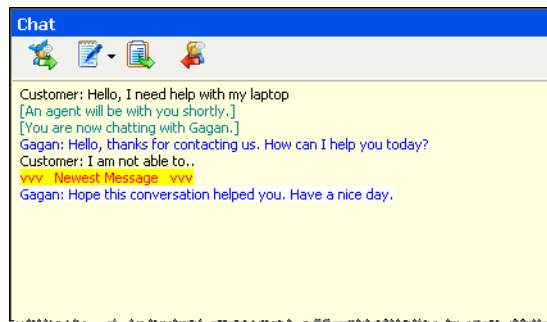 Chat
Customer: Hello, I need help with my laptop
[An agent will be with you shortly.]
[You are now chatting with Gagan.]
Gagan: Hello, thanks for contacting us. How can I help you today?
Customer: I am not able to..
vvv Newest Message vvv
Gagan: Hope this conversation helped you. Have a nice day.